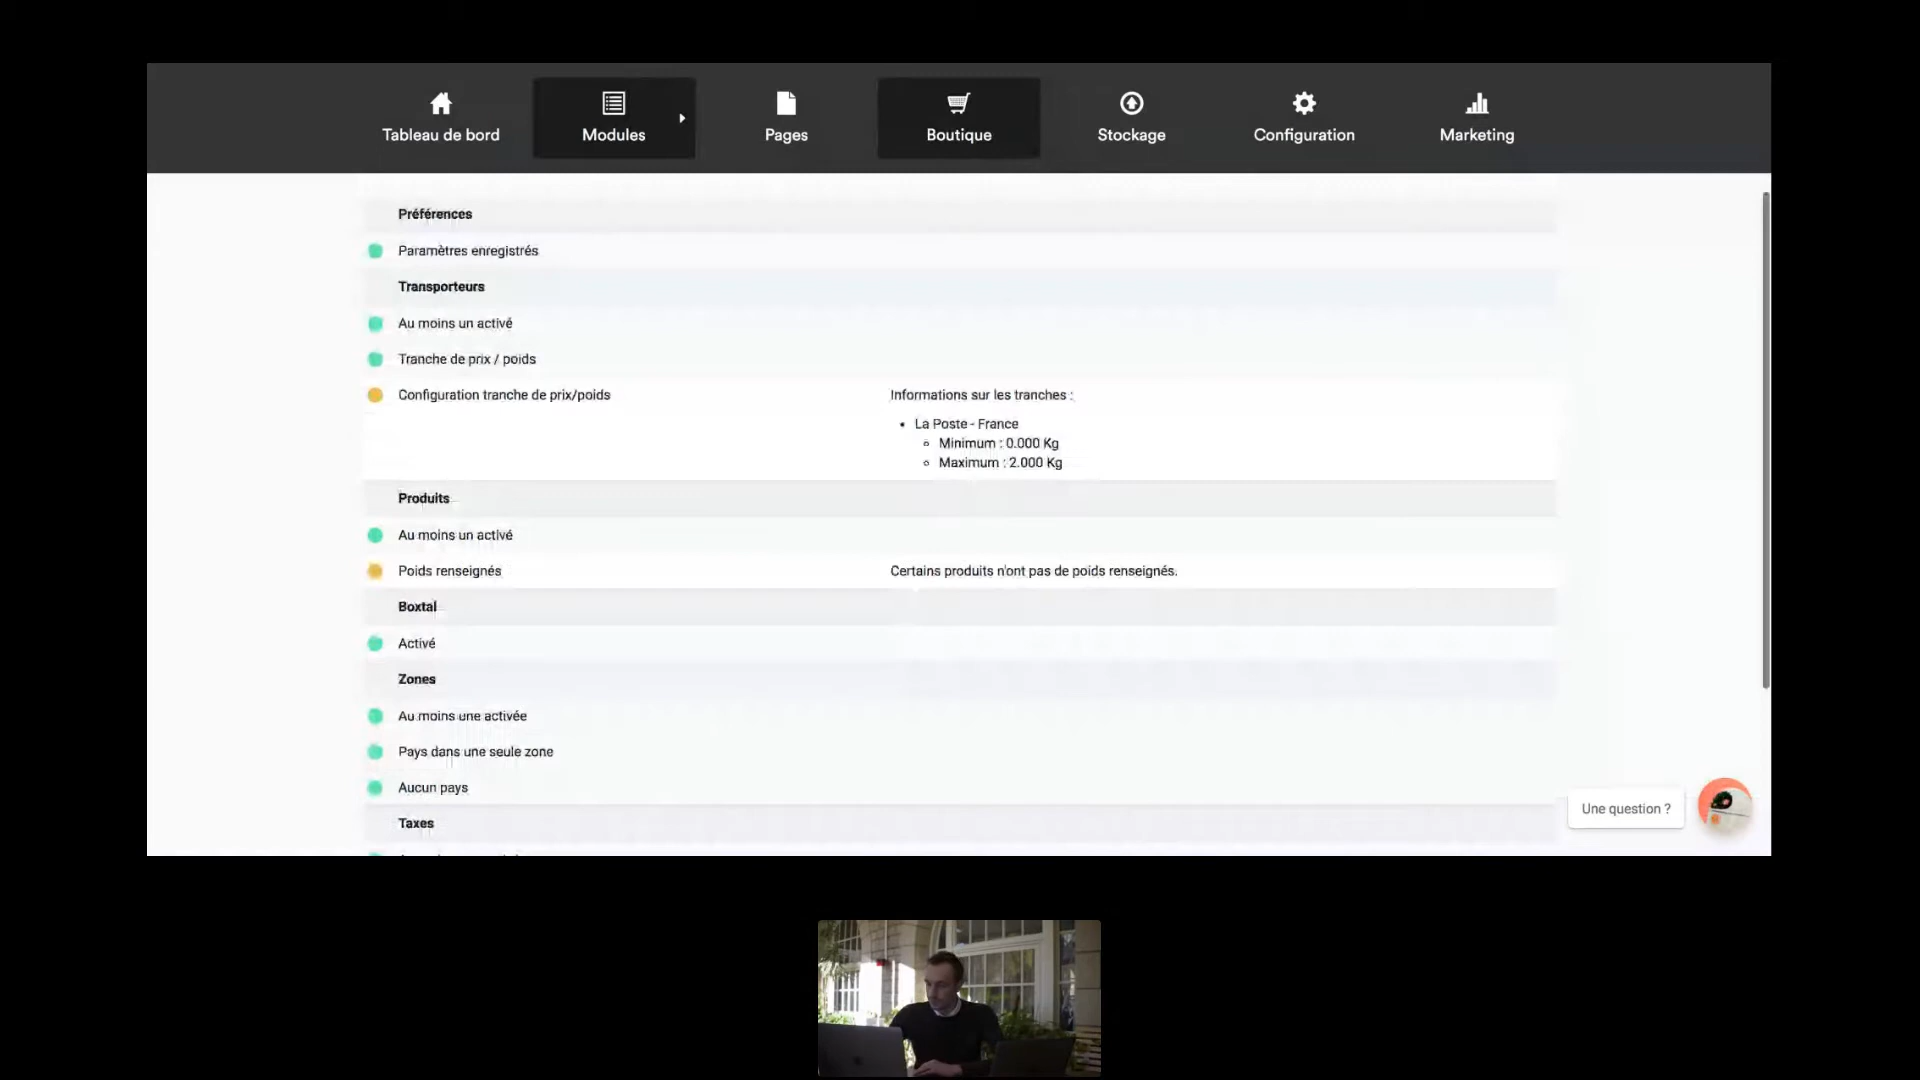 Tableau de bord
Modules
Pages
Boutique
Stockage
Configuration
Marketing
Préférences
Paramètres enregistrés
Transporteurs
Au moins un activé
Tranche de prix / poids
Configuration tranche de prix/poids
Informations sur les tranches :
La Poste - France
Minimum : 0.000 Kg
Maximum : 2.000 Kg
Produits
Au moins un activé
Poids renseignés
Certains produits n'ont pas de poids renseignés.
Boxtal
Activé
Zones
Au moins une activée
Pays dans une seule zone
Aucun pays
Taxes
Une question ?